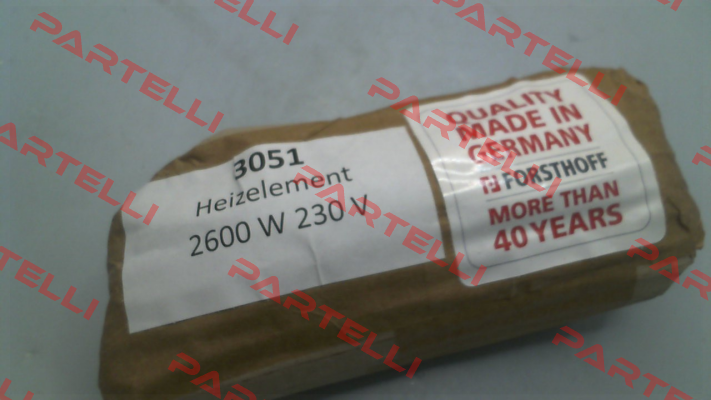 3051
Heizelement
2600 W 230 V
QUALITY
MADE IN
GERMANY
FORSTHOFF
MORE THAN
40 YEARS
PARTELLI
PARTELLI
PARTELLI
PARTELLI
PARTELLI
PARTELLI
PARTELLI
PARTELLI